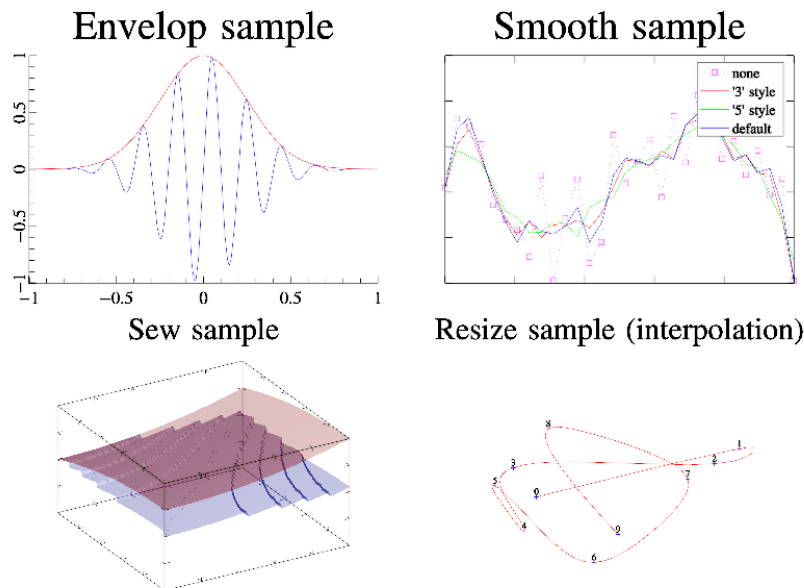 Envelop sample
Smooth sample
1
0.5
0
−0.5
−1
−1
−0.5
0
0.5
1
none
'3' style
'5' style
default
Sew sample
Resize sample (interpolation)
8
1
3
2
5
7
0
4
9
6